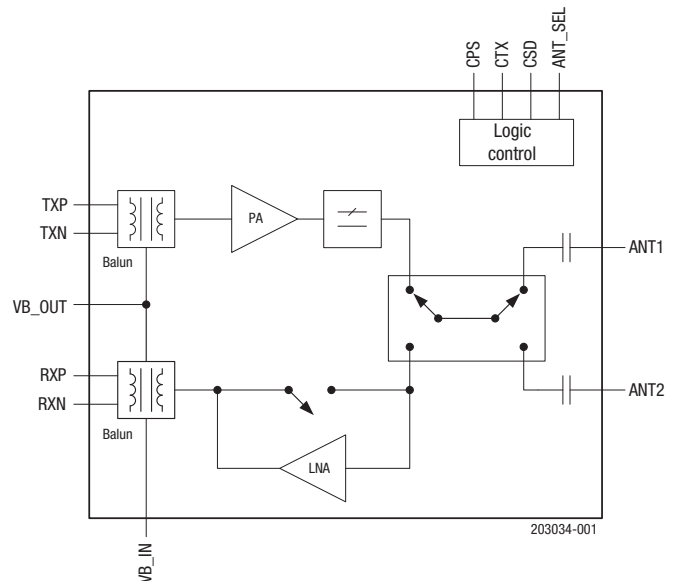 CPS
CTX
CSD
ANT_SEL
Logic
control
TXP
TXN
Balun
PA
ANT1
VB_OUT
RXP
RXN
Balun
ANT2
LNA
203034-001
VB_IN